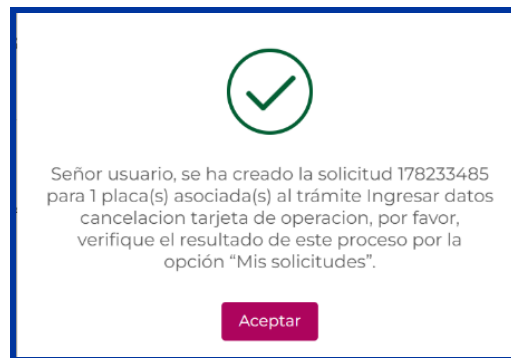 Señor usuario, se ha creado la solicitud 178233485
para 1 placa(s) asociada(s) al trámite Ingresar datos
cancelacion tarjeta de operacion, por favor,
verifique el resultado de este proceso por la
opción “Mis solicitudes”.
Aceptar